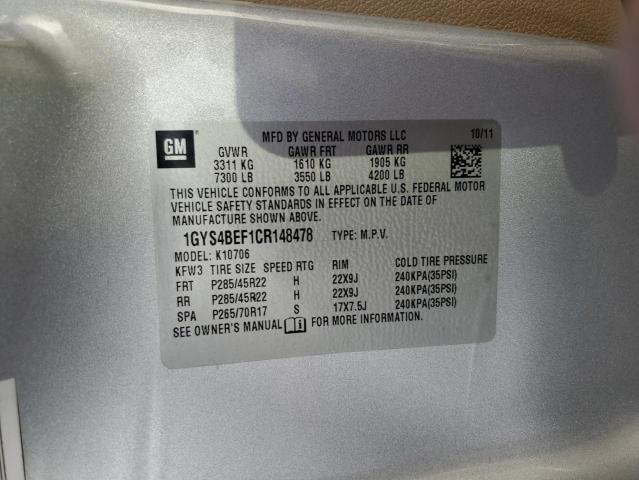 GM
MFD BY GENERAL MOTORS LLC 10/11
GVWR GAWR FRT GAWR RR
3311 KG 1610 KG 1905 KG
7300 LB 3550 LB 4200 LB
THIS VEHICLE CONFORMS TO ALL APPLICABLE U.S. FEDERAL MOTOR
VEHICLE SAFETY STANDARDS IN EFFECT ON THE DATE OF
MANUFACTURE SHOWN ABOVE.
1GYS4BEF1CR148478 TYPE: M.P.V.
MODEL: K10706
KFW3 TIRE SIZE SPEED RTG RIM COLD TIRE PRESSURE
FRT P285/45R22 H 22X9J 240KPA(35PSI)
RR P285/45R22 H 22X9J 240KPA(35PSI)
SPA P265/70R17 S 17X7.5J 240KPA(35PSI)
SEE OWNER'S MANUAL FOR MORE INFORMATION.